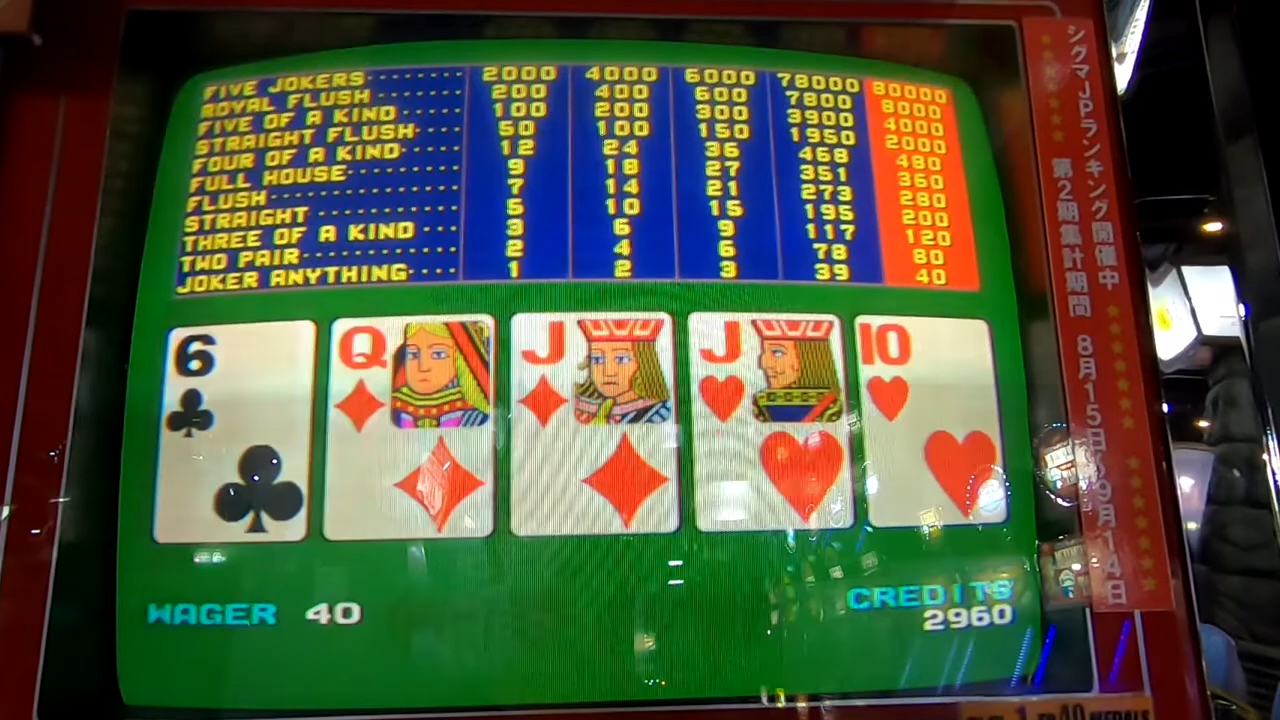 FIVE JOKERS 2000 4000 6000 78000 80000
ROYAL FLUSH 200 400 600 7800 8000
FIVE OF A KIND 100 200 300 3900 4000
STRAIGHT FLUSH 50 100 150 1950 2000
FOUR OF A KIND 12 24 36 468 480
FULL HOUSE 9 18 27 351 360
FLUSH 7 14 21 273 280
STRAIGHT 5 10 15 195 200
THREE OF A KIND 3 6 9 117 120
TWO PAIR 2 4 6 78 80
JOKER ANYTHING 1 2 3 39 40
6 Q J J 10
WAGER 40
CREDITS
2960
シグマJPランキング開催中
第2期集計期間 8月15日~9月14日